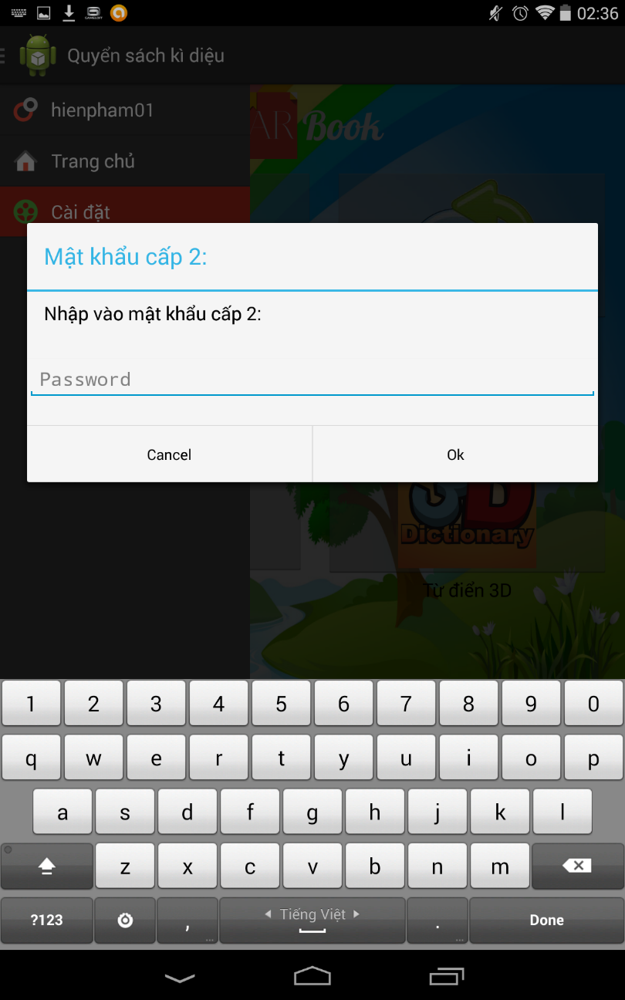 02:36
Quyển sách kì diệu
hienpham01
AR Book
Trang chủ
Cài đặt
Mật khẩu cấp 2:
Nhập vào mật khẩu cấp 2:
Password
Cancel
Ok
3D
Dictionary
Từ điển 3D
1 2 3 4 5 6 7 8 9 0
q w e r t y u i o p
a s d f g h j k l
z x c v b n m
?123 , Tiếng Việt . Done